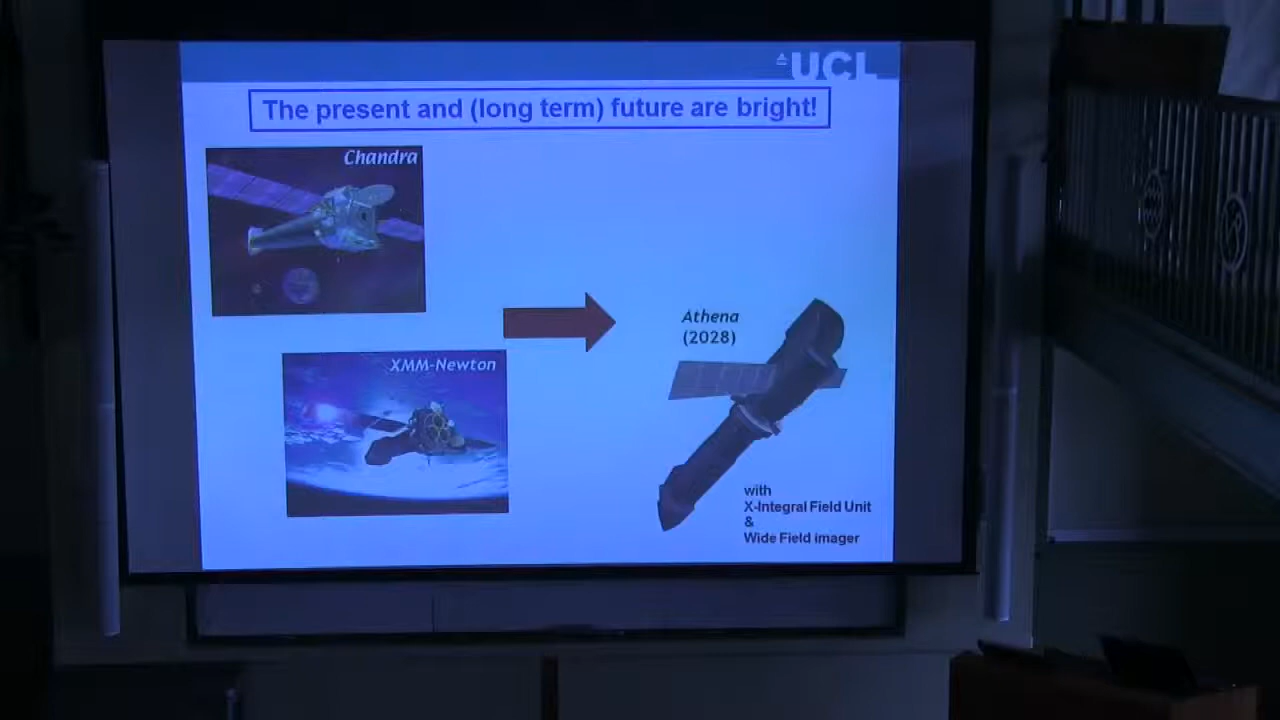 UCL
The present and (long term) future are bright!
Chandra
XMM-Newton
Athena
(2028)
with
X-Integral Field Unit
&
Wide Field imager